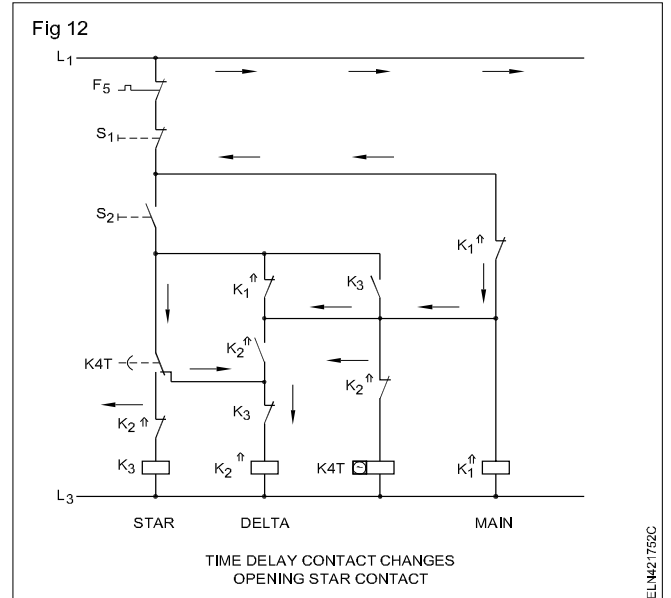 Fig 12
L1
F5
S1
S2
K1⇑
K1⇑
K3
K2⇑
K4T
K2⇑
K2⇑
K3
K3
K2⇑
K4T
K1⇑
L3
STAR DELTA MAIN
TIME DELAY CONTACT CHANGES
OPENING STAR CONTACT
ELN421752C